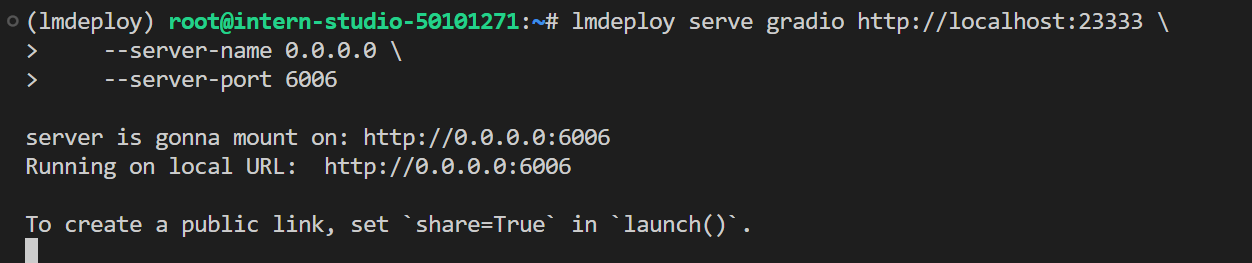 (lmdeploy) root@intern-studio-50101271:~# lmdeploy serve gradio http://localhost:23333 \
>     --server-name 0.0.0.0 \
>     --server-port 6006
server is gonna mount on: http://0.0.0.0:6006
Running on local URL:  http://0.0.0.0:6006
To create a public link, set `share=True` in `launch()`.